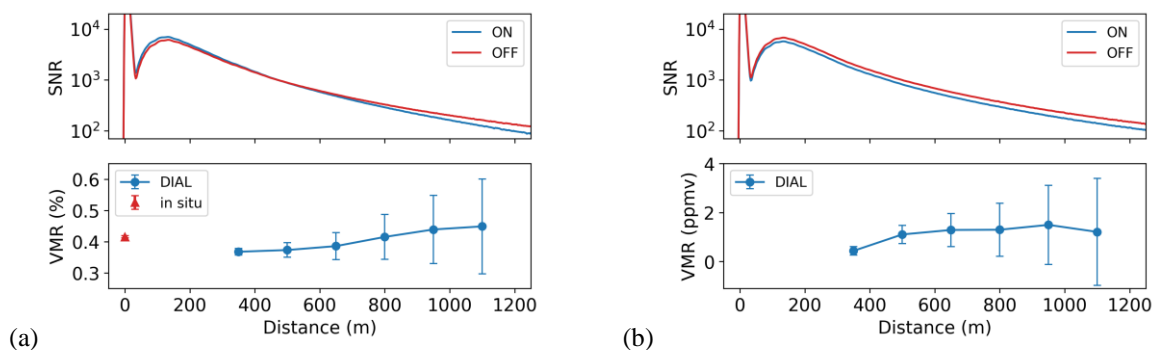 10⁴
10³
10²
SNR
ON
OFF
0.6
0.5
0.4
0.3
VMR (%)
DIAL
in situ
0 200 400 600 800 1000 1200
Distance (m)
(a)
10⁴
10³
10²
SNR
ON
OFF
4
2
0
VMR (ppmv)
DIAL
0 200 400 600 800 1000 1200
Distance (m)
(b)